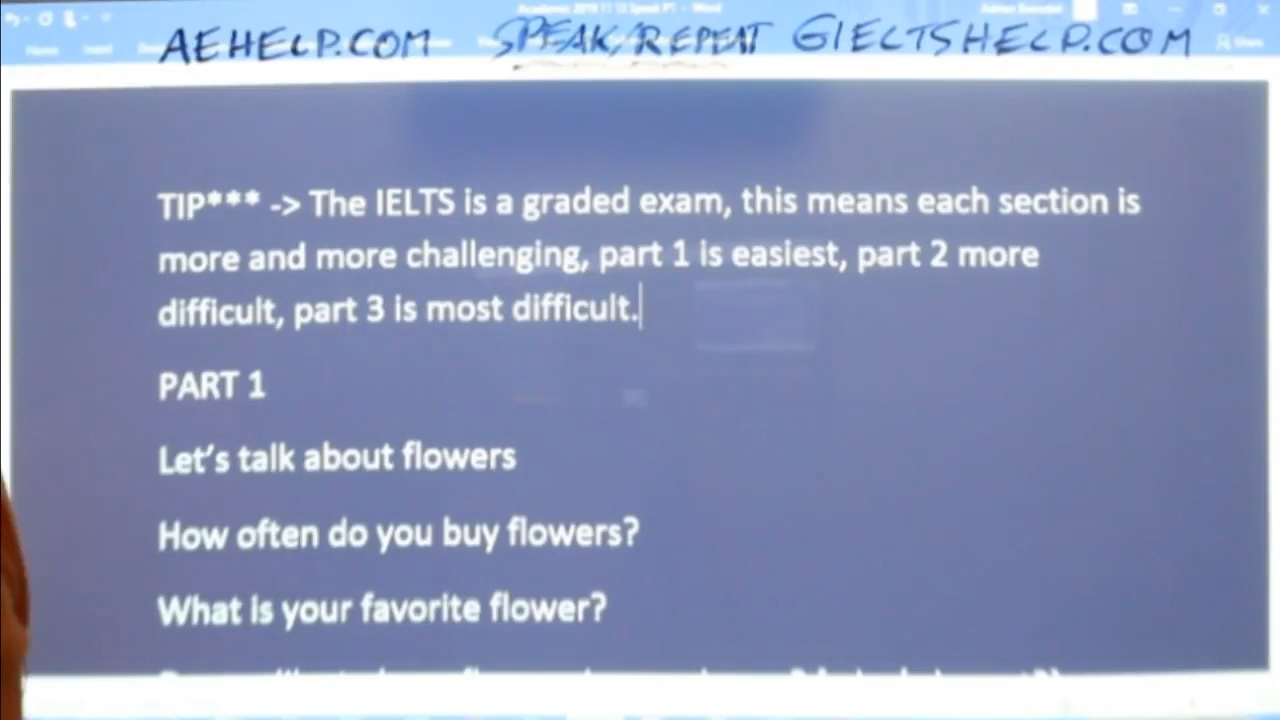 AEHELP.COM SPEAK/REPEAT GIELTSHELP.COM
TIP*** -> The IELTS is a graded exam, this means each section is
more and more challenging, part 1 is easiest, part 2 more
difficult, part 3 is most difficult.
PART 1
Let's talk about flowers
How often do you buy flowers?
What is your favorite flower?